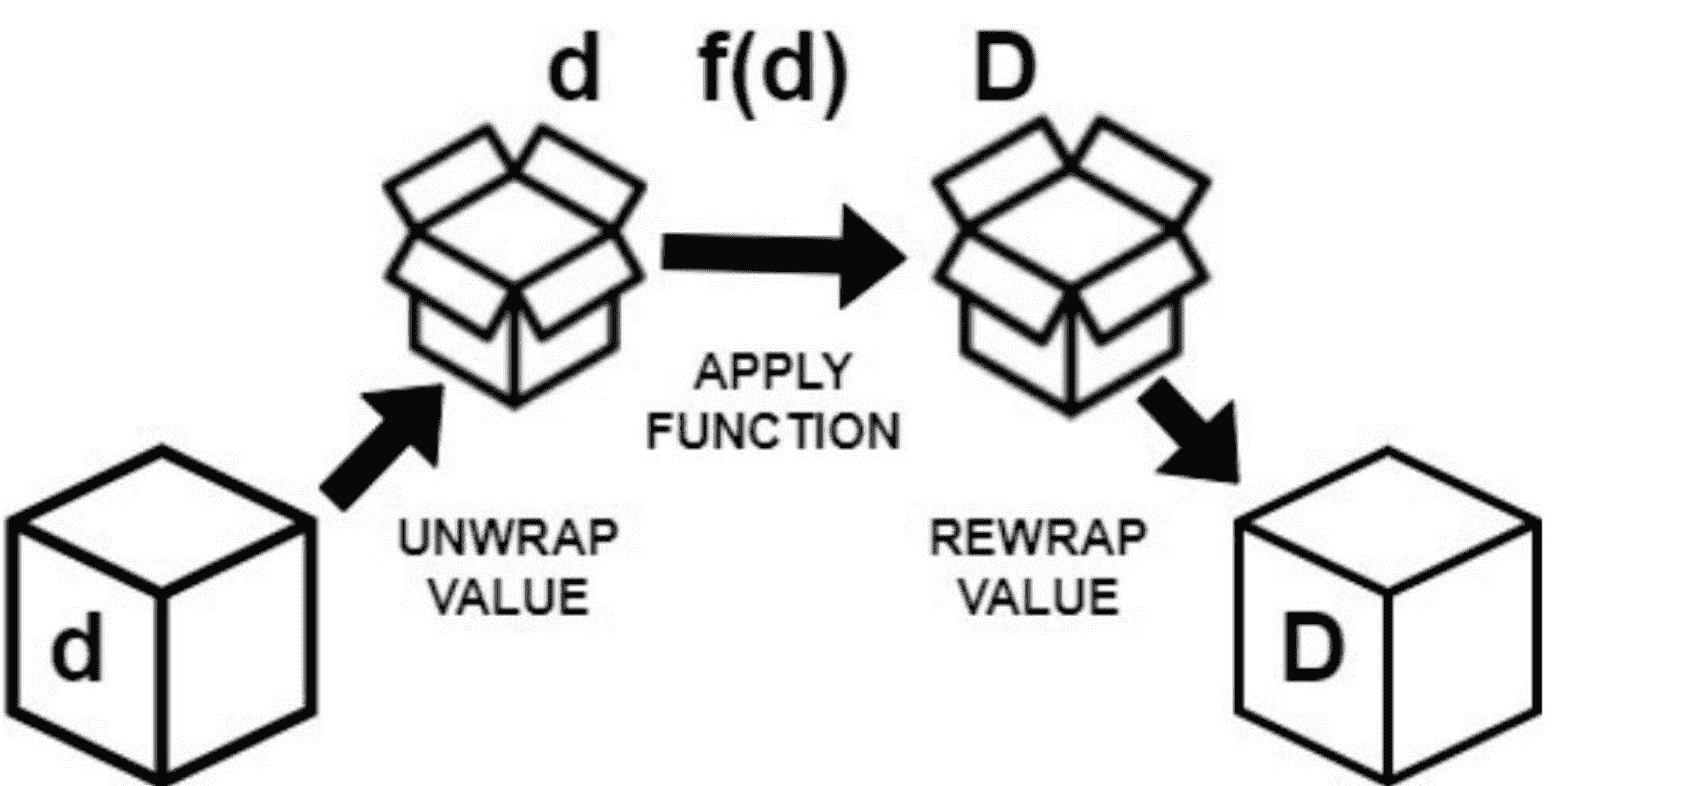 d f(d) D
APPLY
FUNCTION
UNWRAP
VALUE
REWRAP
VALUE
d
D